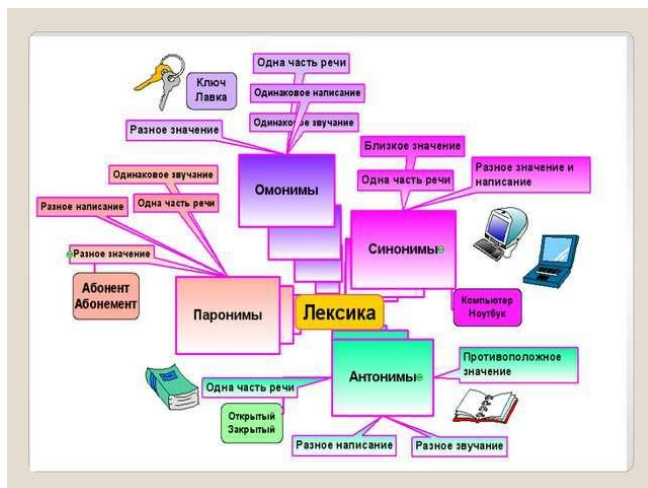 Ключ
Лавка
Одна часть речи
Одинаковое написание
Одинаковое звучание
Разное значение
Омонимы
Близкое значение
Одна часть речи
Разное значение и
написание
Синонимы
Компьютер
Ноутбук
Одинаковое звучание
Одна часть речи
Разное написание
Разное значение
Абонент
Абонемент
Паронимы
Лексика
Антонимы
Противоположное
значение
Одна часть речи
Открытый
Закрытый
Разное написание
Разное звучание